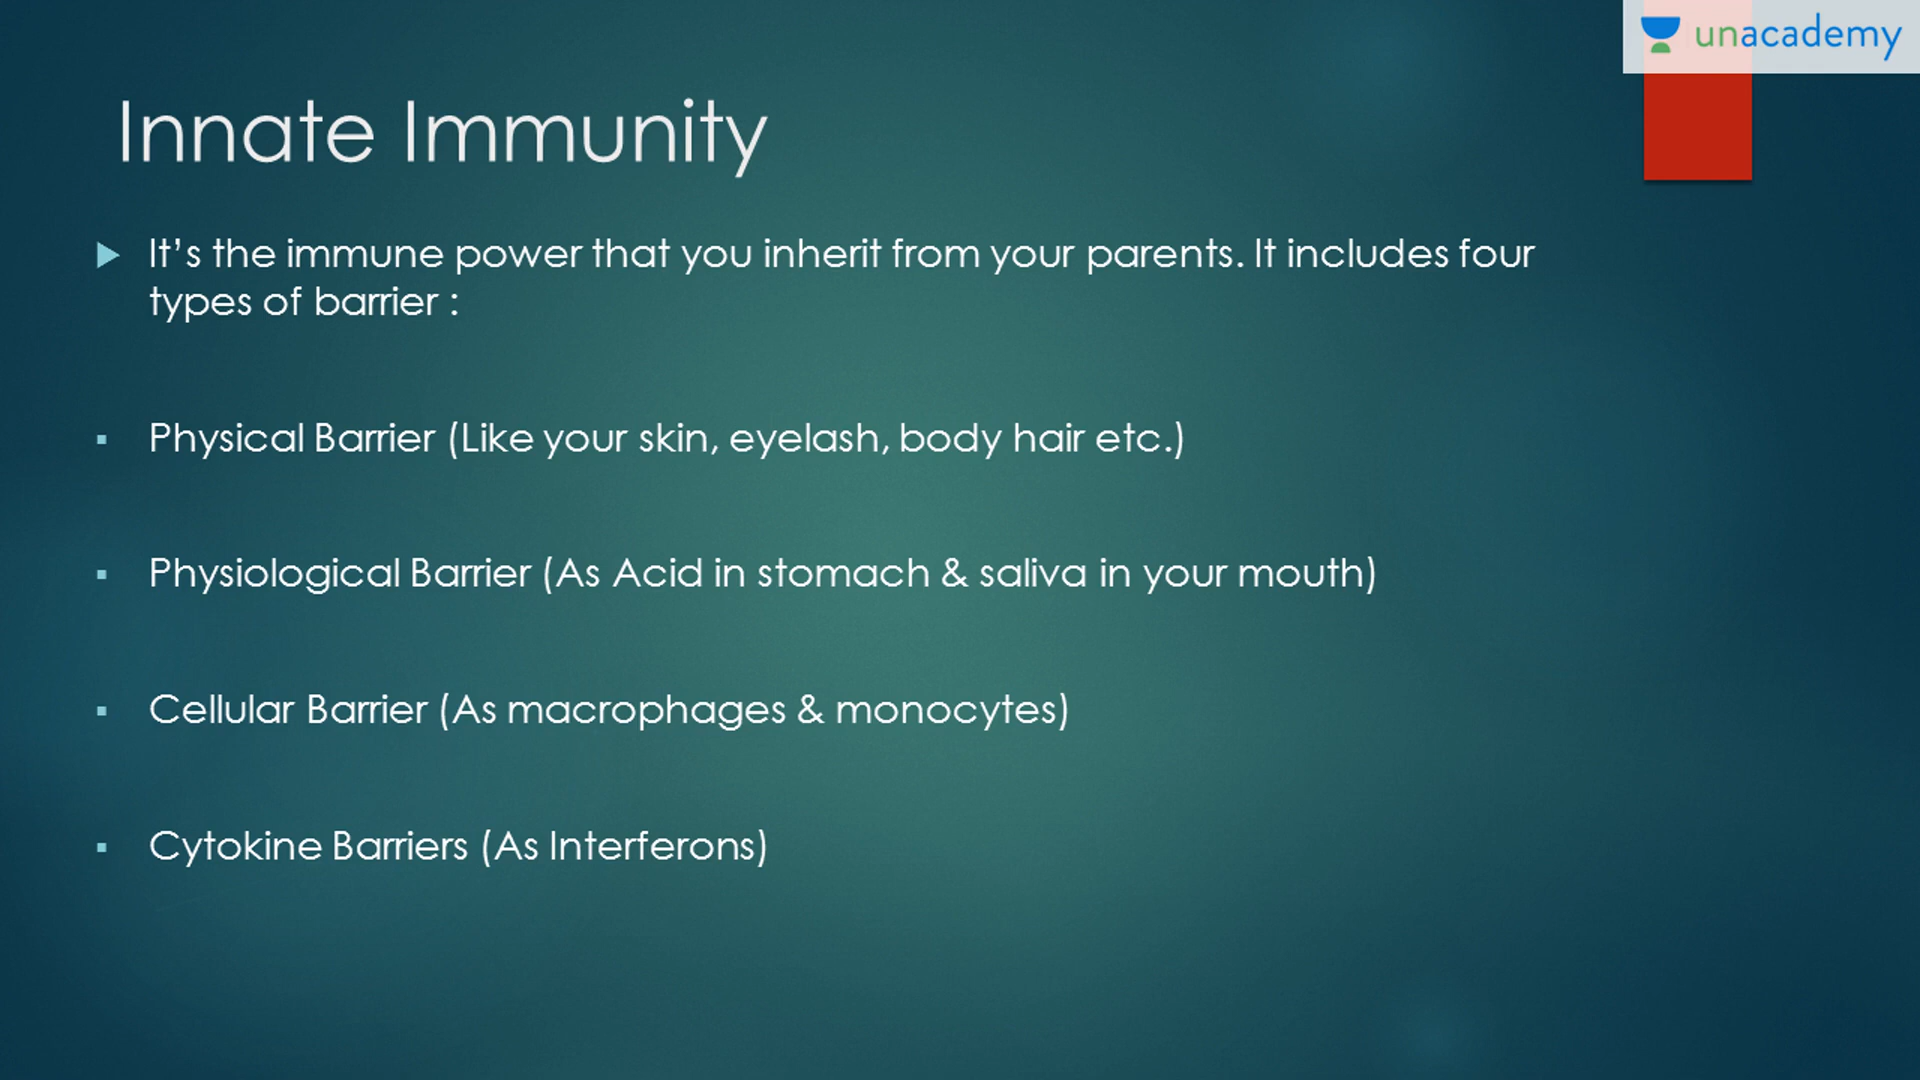 unacademy
Innate Immunity
It’s the immune power that you inherit from your parents. It includes four
types of barrier :
Physical Barrier (Like your skin, eyelash, body hair etc.)
Physiological Barrier (As Acid in stomach & saliva in your mouth)
Cellular Barrier (As macrophages & monocytes)
Cytokine Barriers (As Interferons)